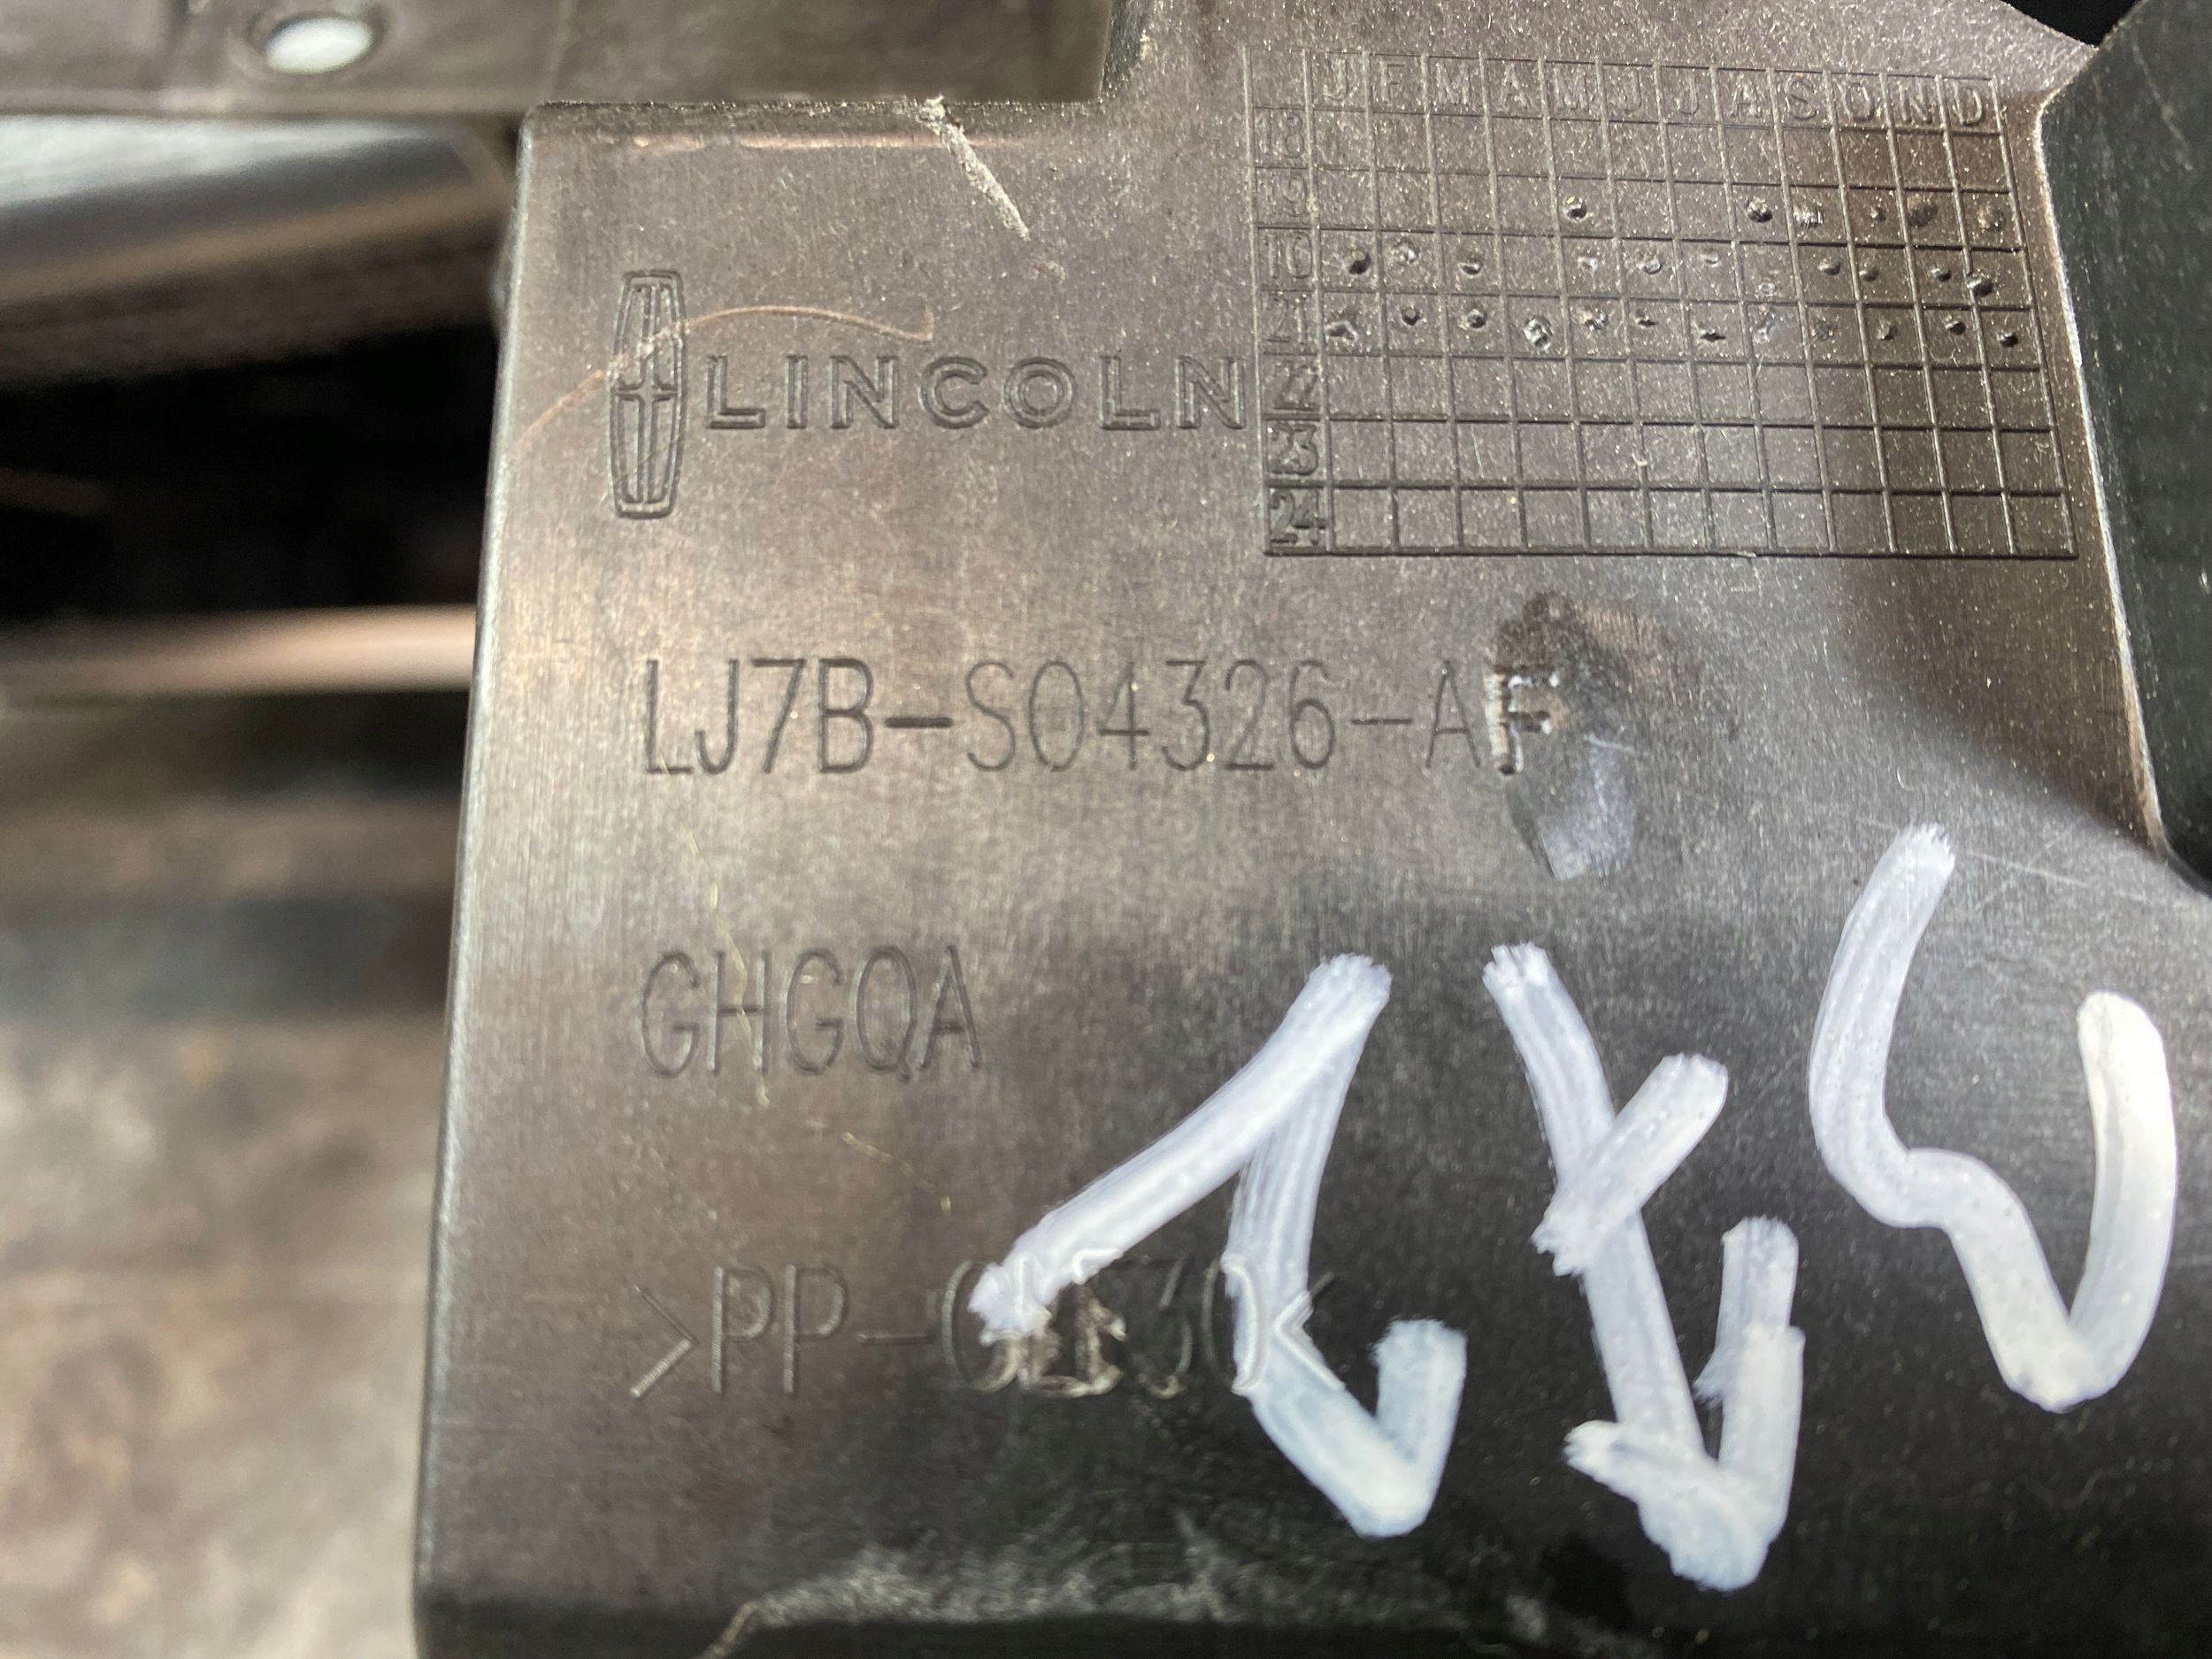 J F M A M J J A S O N D
18
19
20
21
22
23
24
LINCOLN
LJ7B-S04326-AF
GHGQA